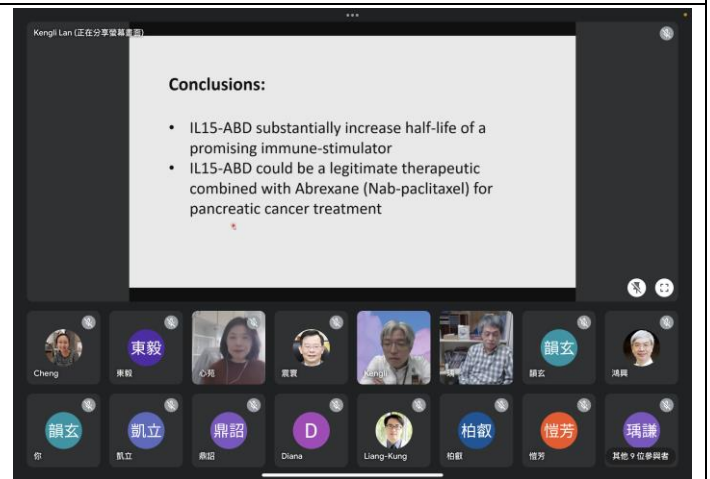 Kengli Lan (正在分享螢幕畫面)
Conclusions:
• IL15-ABD substantially increase half-life of a
promising immune-stimulator
• IL15-ABD could be a legitimate therapeutic
combined with Abrexane (Nab-paclitaxel) for
pancreatic cancer treatment
東毅
韻玄
Cheng
東毅
心苑
震寰
Kengli
韻玄
鴻興
韻玄
凱立
鼎詔
D
柏叡
愷芳
瑀謙
你
凱立
鼎詔
Diana
Liang-Kung
柏叡
愷芳
其他 9 位參與者